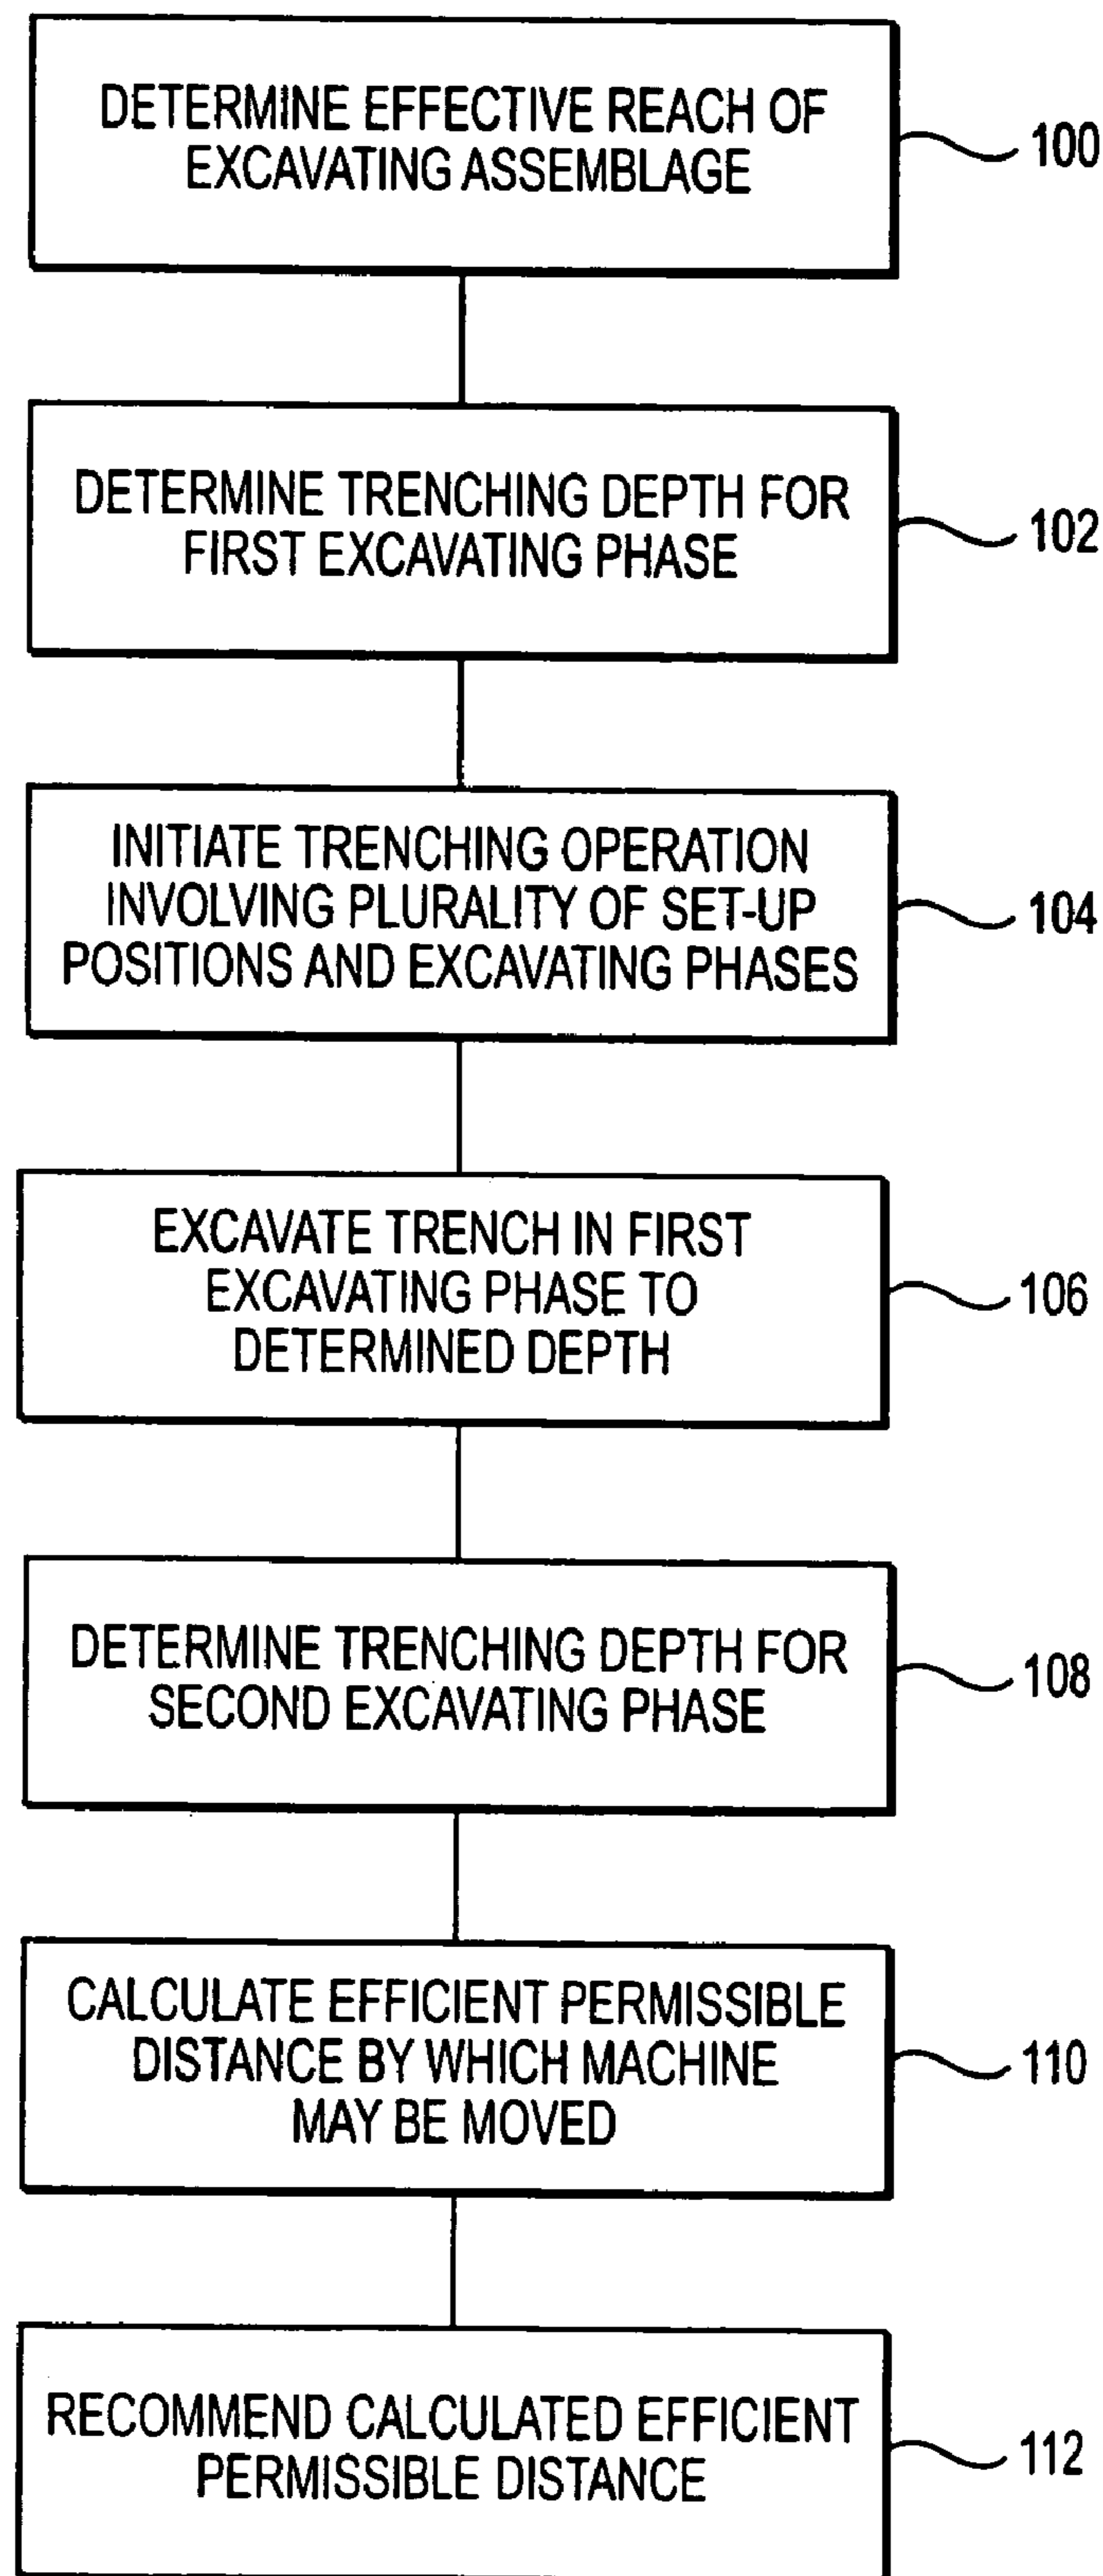 DETERMINE EFFECTIVE REACH OF
EXCAVATING ASSEMBLAGE
100
DETERMINE TRENCHING DEPTH FOR
FIRST EXCAVATING PHASE
102
INITIATE TRENCHING OPERATION
INVOLVING PLURALITY OF SET-UP
POSITIONS AND EXCAVATING PHASES
104
EXCAVATE TRENCH IN FIRST
EXCAVATING PHASE TO
DETERMINED DEPTH
106
DETERMINE TRENCHING DEPTH FOR
SECOND EXCAVATING PHASE
108
CALCULATE EFFICIENT PERMISSIBLE
DISTANCE BY WHICH MACHINE
MAY BE MOVED
110
RECOMMEND CALCULATED EFFICIENT
PERMISSIBLE DISTANCE
112